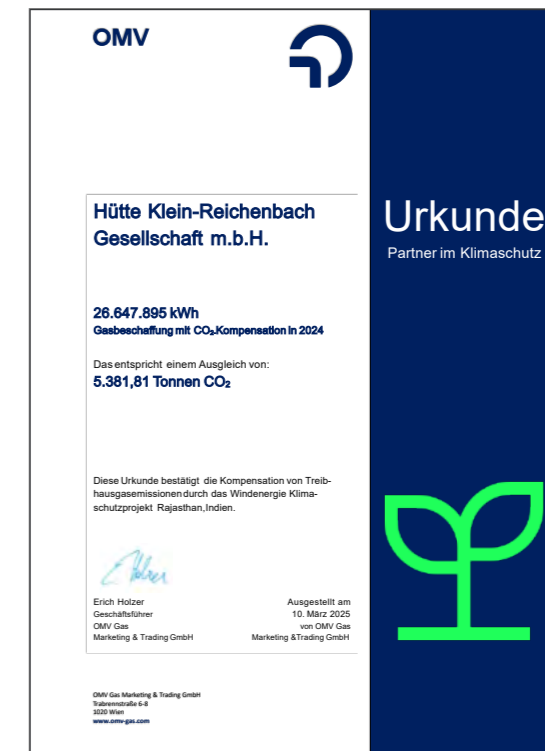 OMV
Hütte Klein-Reichenbach
Gesellschaft m.b.H.
26.647.895 kWh
Gasbeschaffung mit CO₂-Kompensation in 2024
Das entspricht einem Ausgleich von:
5.381,81 Tonnen CO₂
Diese Urkunde bestätigt die Kompensation von Treib-
hausgasemissionen durch das Windenergie Klima-
schutzprojekt Rajasthan,Indien.
Erich Holzer
Geschäftsführer
OMV Gas
Marketing & Trading GmbH
Ausgestellt am
10. März 2025
von OMV Gas
Marketing &Trading GmbH
OMV Gas Marketing & Trading GmbH
Trabrennstraße 6-8
1020 Wien
www.omv-gas.com
Urkunde
Partner im Klimaschutz